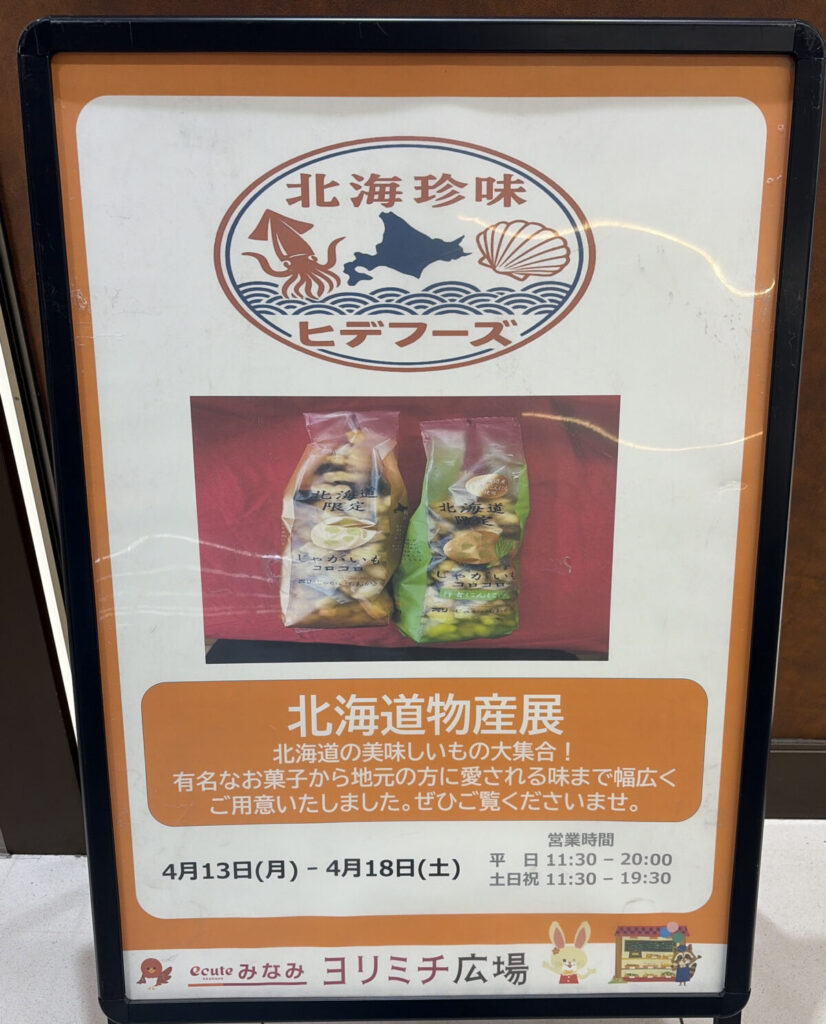 北海珍味
ヒデフーズ
北海道
限定
じゃがいも
コロコロ
北海道
限定
じゃがいも
コロコロ
北海道物産展
北海道の美味しいもの大集合！
有名なお菓子から地元の方に愛される味まで幅広く
ご用意いたしました。ぜひご覧くださいませ。
営業時間
4月13日(月) – 4月18日(土)
平　日 11:30 – 20:00
土日祝 11:30 – 19:30
ecute みなみ ヨリミチ広場